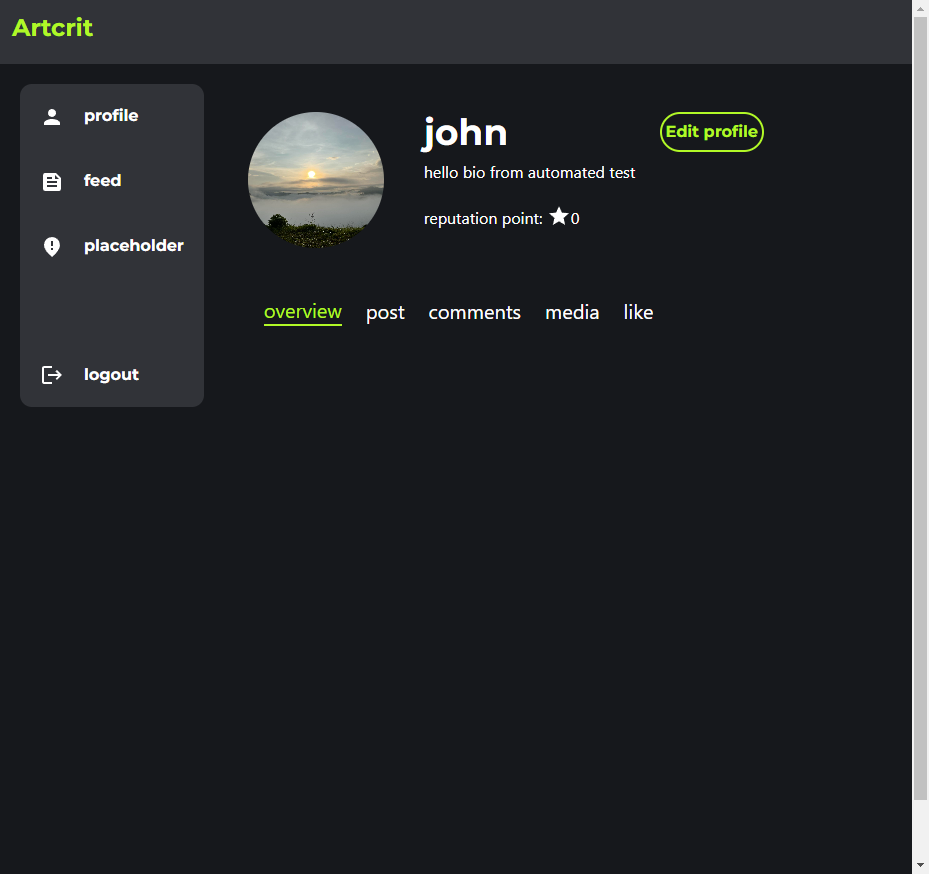 Artcrit
profile
feed
placeholder
logout
john
Edit profile
hello bio from automated test
reputation point: ★0
overview post comments media like